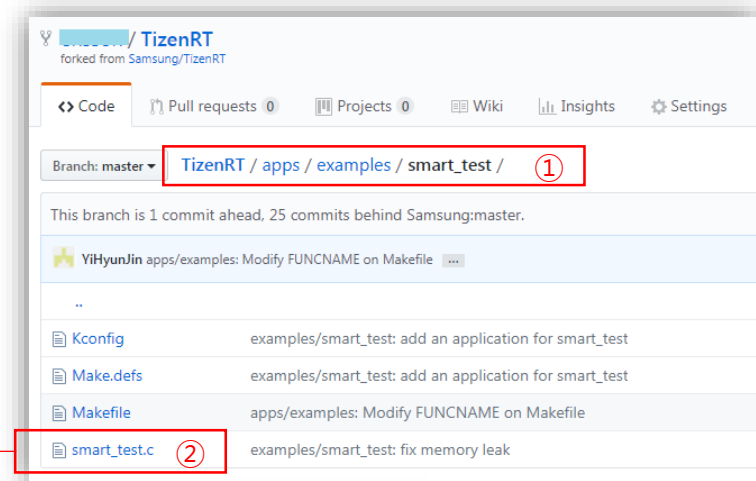 / TizenRT
forked from Samsung/TizenRT
<> Code Pull requests 0 Projects 0 Wiki Insights Settings
Branch: master TizenRT / apps / examples / smart_test / ①
This branch is 1 commit ahead, 25 commits behind Samsung:master.
YiHyunJin apps/examples: Modify FUNCNAME on Makefile ...
..
Kconfig examples/smart_test: add an application for smart_test
Make.defs examples/smart_test: add an application for smart_test
Makefile apps/examples: Modify FUNCNAME on Makefile
smart_test.c ② examples/smart_test: fix memory leak